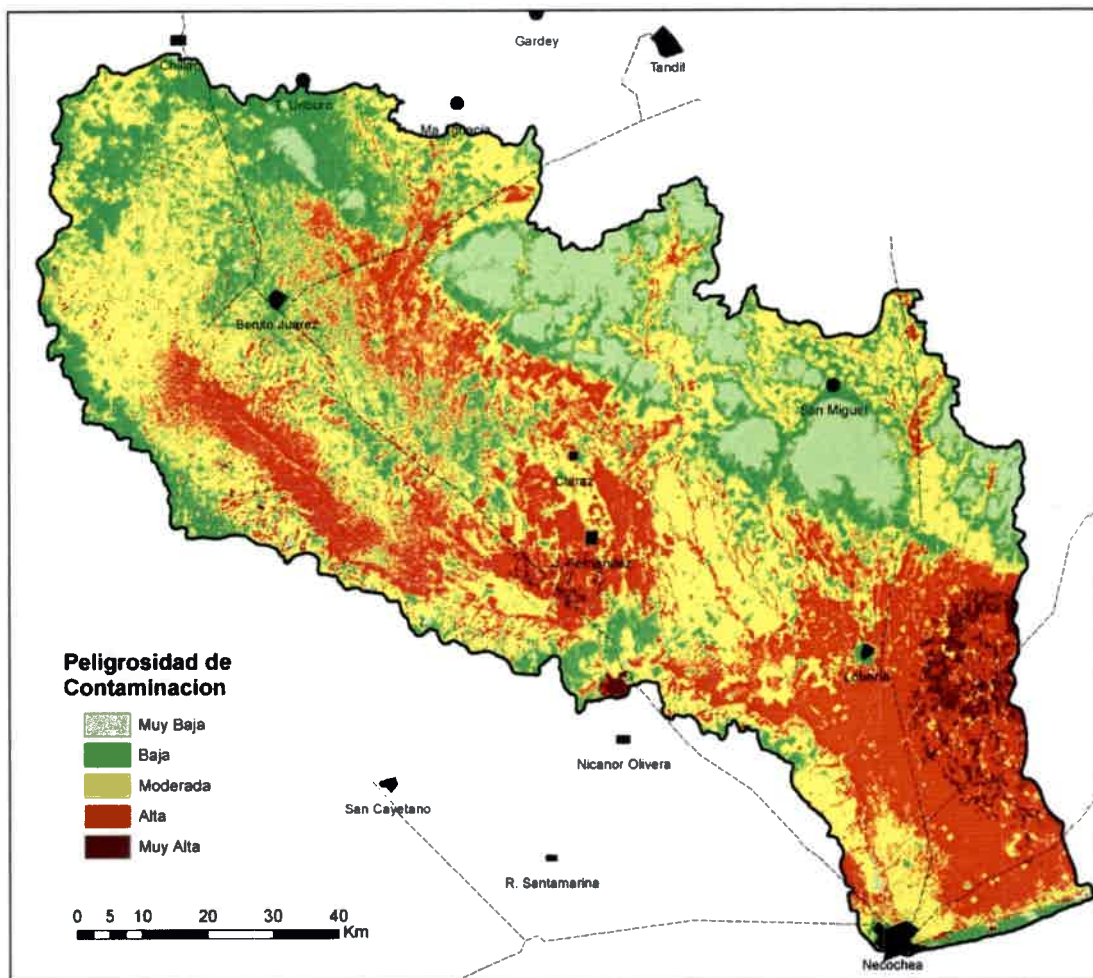 Gardey
Tandil
Benito Juarez
San Miguel
Claraz
Fernandez
Loberia
Nicanor Olivera
San Cayetano
R. Santamarina
Necochea
Peligrosidad de
Contaminacion
Muy Baja
Baja
Moderada
Alta
Muy Alta
0 5 10 20 30 40
Km